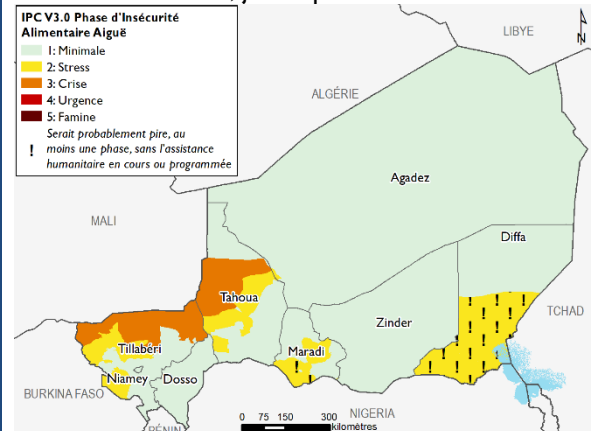 IPC V3.0 Phase d'Insécurité
Alimentaire Aiguë
1: Minimale
2: Stress
3: Crise
4: Urgence
5: Famine
Serait probablement pire, au
! moins une phase, sans l'assistance
humanitaire en cours ou programmée
LIBYE
N
ALGÉRIE
Agadez
MALI
Diffa
Tahoua
TCHAD
Zinder
Tillabéri
Maradi
Niamey
Dosso
BURKINA FASO
NIGERIA
BÉNIN
0 75 150 300
kilomètres